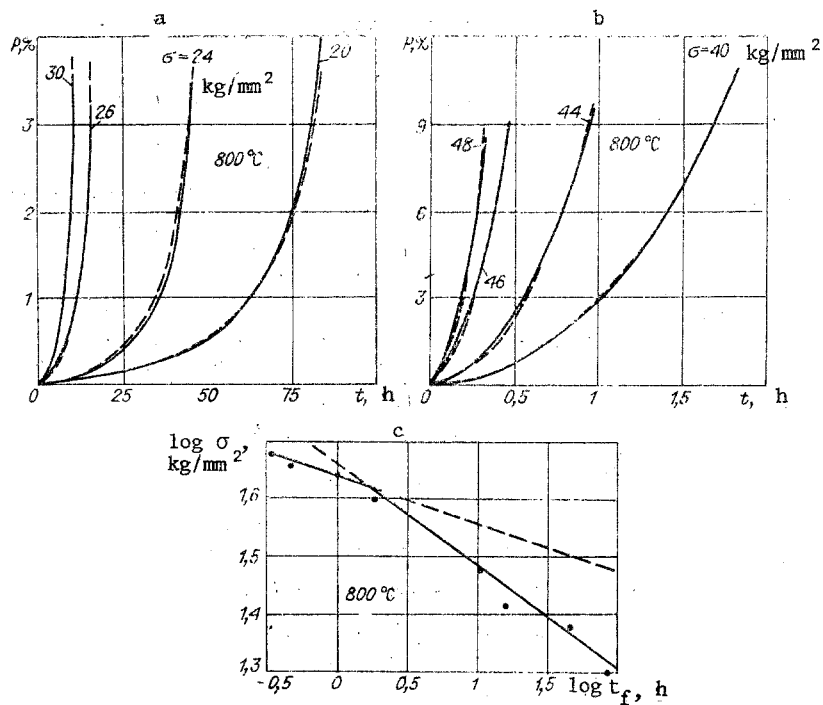 a b
P,% σ=24 20 P,% σ=40 kg/mm²
30 kg/mm² 9 44
3 26 48 800°C
800°C
2 6
46
1 3
0 25 50 75 t, h 0 0,5 1 1,5 t, h
c
log σ,
kg/mm²
1,6
1,5
800°C
1,4
1,3
-0,5 0 0,5 1 1,5 log t_f, h